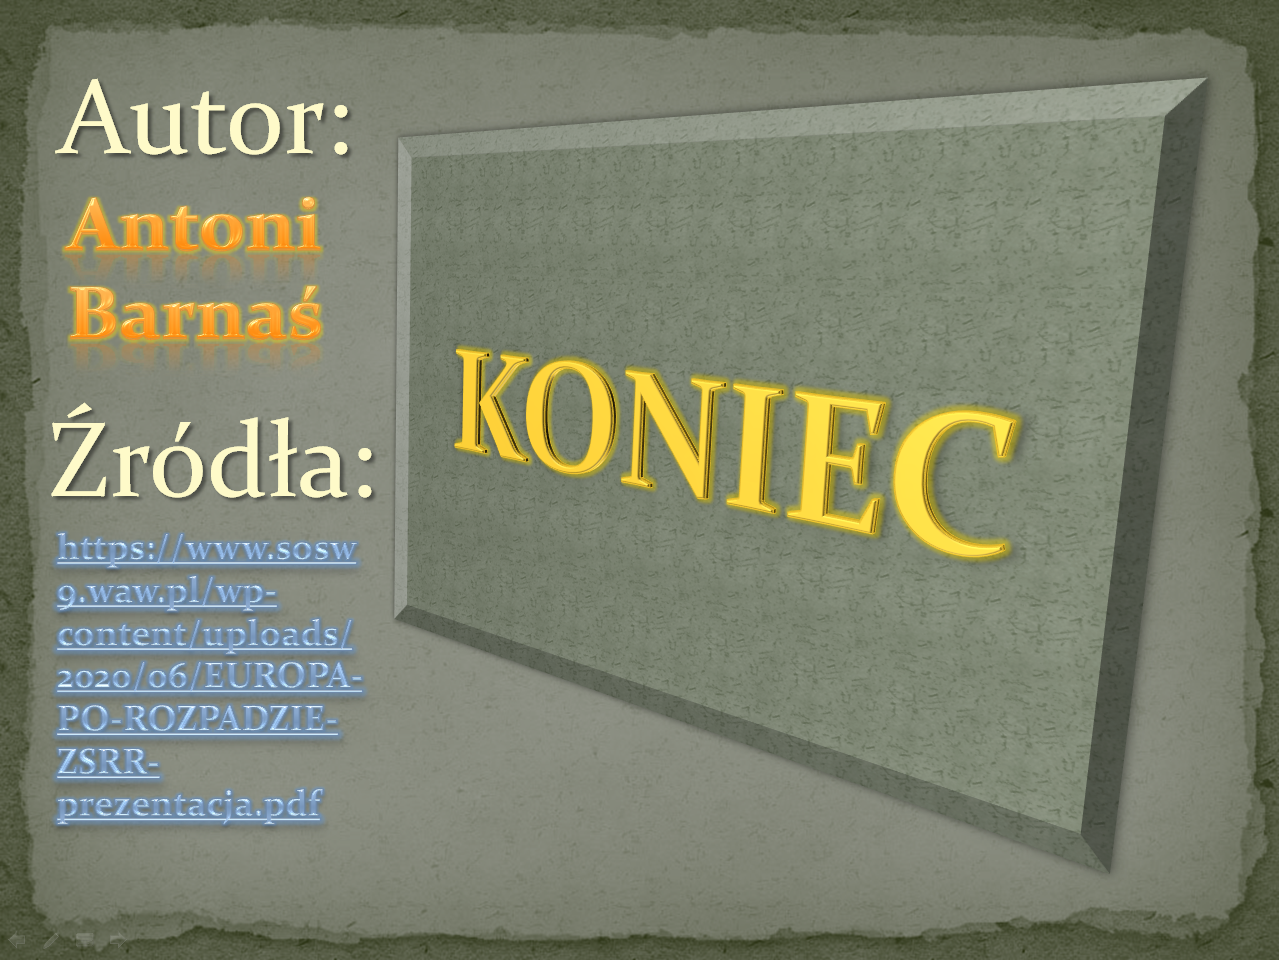 Autor:
Antoni
Barnaś
Źródła:
https://www.sosw
9.waw.pl/wp-
content/uploads/
2020/06/EUROPA-
PO-ROZPADZIE-
ZSRR-
prezentacja.pdf
KONIEC